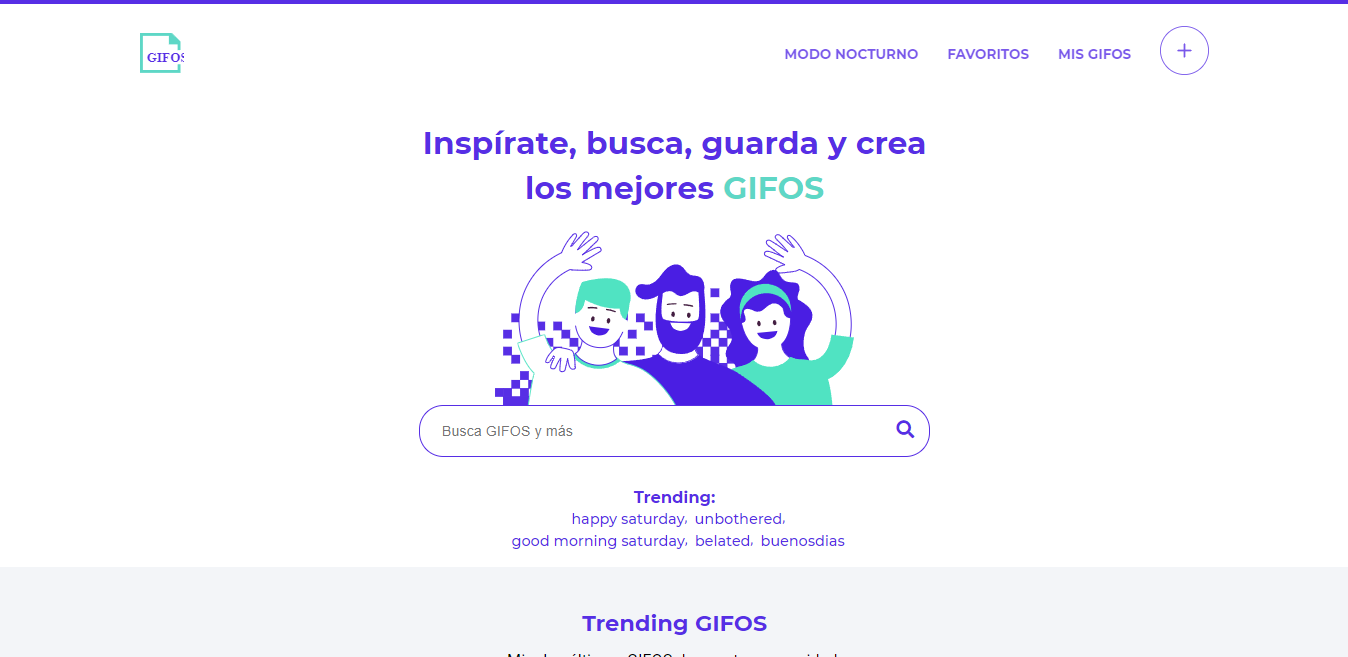 GIFOS
MODO NOCTURNO
FAVORITOS
MIS GIFOS
Inspírate, busca, guarda y crea
los mejores GIFOS
Busca GIFOS y más
Trending:
happy saturday, unbothered,
good morning saturday, belated, buenosdias
Trending GIFOS